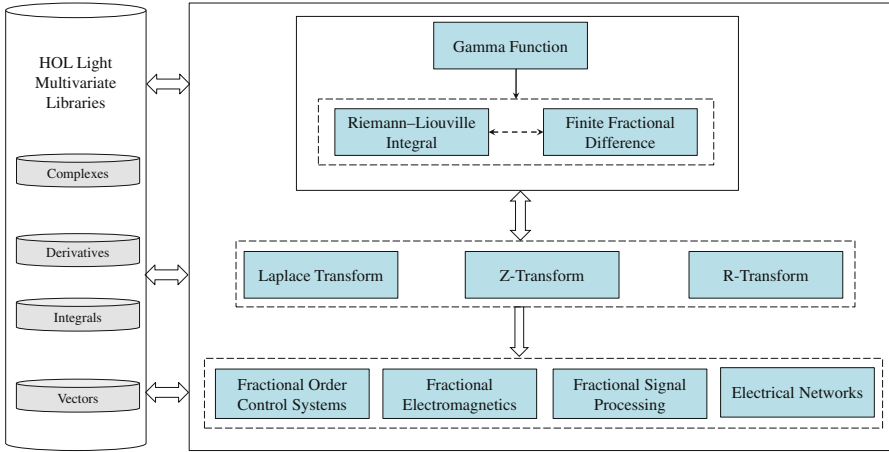 HOL Light
Multivariate
Libraries
Complexes
Derivatives
Integrals
Vectors
Gamma Function
Riemann–Liouville
Integral
Finite Fractional
Difference
Laplace Transform
Z-Transform
R-Transform
Fractional Order
Control Systems
Fractional
Electromagnetics
Fractional Signal
Processing
Electrical Networks